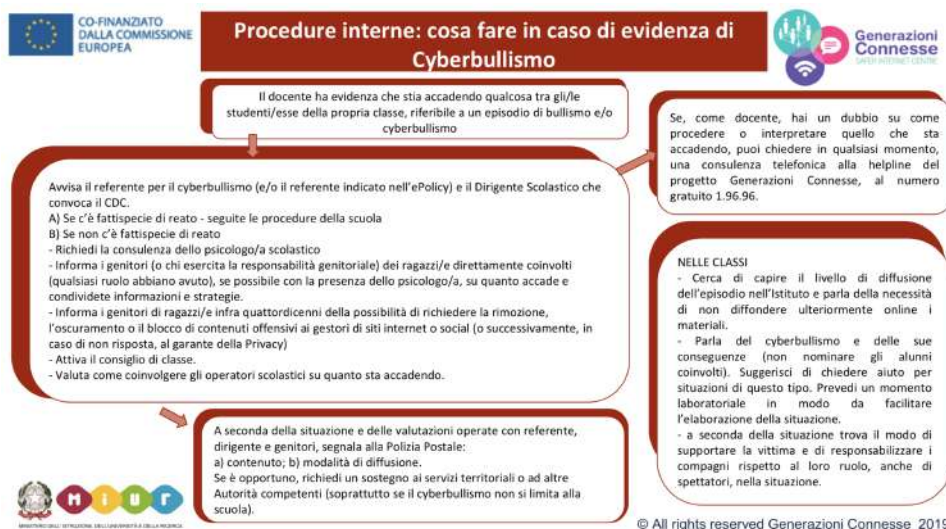 CO-FINANZIATO
DALLA COMMISSIONE
EUROPEA
Procedure interne: cosa fare in caso di evidenza di
Cyberbullismo
Generazioni
Connesse
SAFER INTERNET CENTRE
Il docente ha evidenza che stia accadendo qualcosa tra gli/le
studenti/esse della propria classe, riferibile a un episodio di bullismo e/o
cyberbullismo
Se, come docente, hai un dubbio su come
procedere o interpretare quello che sta
accadendo, puoi chiedere in qualsiasi momento,
una consulenza telefonica alla helpline del
progetto Generazioni Connesse, al numero
gratuito 1.96.96.
Avvisa il referente per il cyberbullismo (e/o il referente indicato nell'ePolicy) e il Dirigente Scolastico che
convoca il CDC.
A) Se c'è fattispecie di reato - seguite le procedure della scuola
B) Se non c'è fattispecie di reato
- Richiedi la consulenza dello psicologo/a scolastico
- Informa i genitori (o chi esercita la responsabilità genitoriale) dei ragazzi/e direttamente coinvolti
(qualsiasi ruolo abbiano avuto), se possibile con la presenza dello psicologo/a, su quanto accade e
condividete informazioni e strategie.
- Informa i genitori di ragazzi/e infra quattordicenni della possibilità di richiedere la rimozione,
l'oscuramento o il blocco di contenuti offensivi ai gestori di siti internet o social (o successivamente, in
caso di non risposta, al garante della Privacy)
- Attiva il consiglio di classe.
- Valuta come coinvolgere gli operatori scolastici su quanto sta accadendo.
NELLE CLASSI
- Cerca di capire il livello di diffusione
dell'episodio nell'Istituto e parla della necessità
di non diffondere ulteriormente online i
materiali.
- Parla del cyberbullismo e delle sue
conseguenze (non nominare gli alunni
coinvolti). Suggerisci di chiedere aiuto per
situazioni di questo tipo. Prevedi un momento
laboratoriale in modo da facilitare
l'elaborazione della situazione.
- a seconda della situazione trova il modo di
supportare la vittima e di responsabilizzare i
compagni rispetto al loro ruolo, anche di
spettatori, nella situazione.
A seconda della situazione e delle valutazioni operate con referente,
dirigente e genitori, segnala alla Polizia Postale:
a) contenuto; b) modalità di diffusione.
Se è opportuno, richiedi un sostegno ai servizi territoriali o ad altre
Autorità competenti (soprattutto se il cyberbullismo non si limita alla
scuola).
miur
MINISTERO DELL'ISTRUZIONE, DELL'UNIVERSITÀ E DELLA RICERCA
© All rights reserved Generazioni Connesse 2019